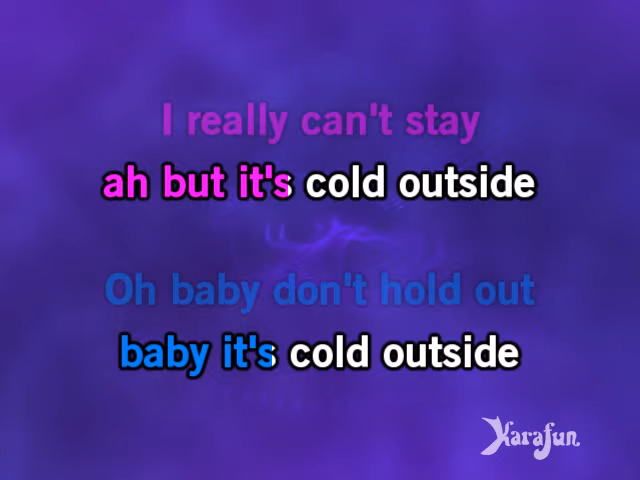 I really can't stay
ah but it's cold outside
Oh baby don't hold out
baby it's cold outside
Karafun